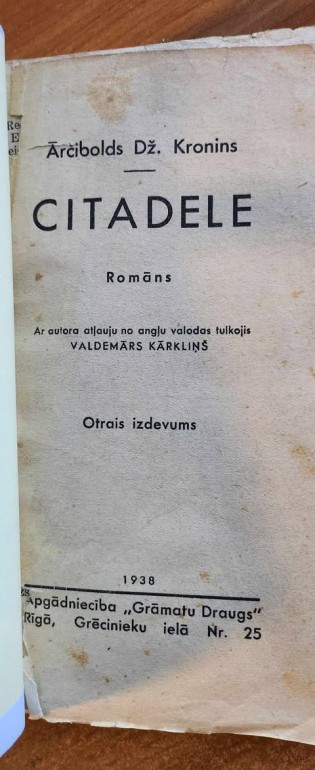 Ārčibolds Dž. Kronins
CITADELE
Romāns
Ar autora atļauju no angļu valodas tulkojis
VALDEMĀRS KĀRKLIŅŠ
Otrais izdevums
1938
Apgādniecība „Grāmatu Draugs"
Rīgā, Grēcinieku ielā Nr. 25